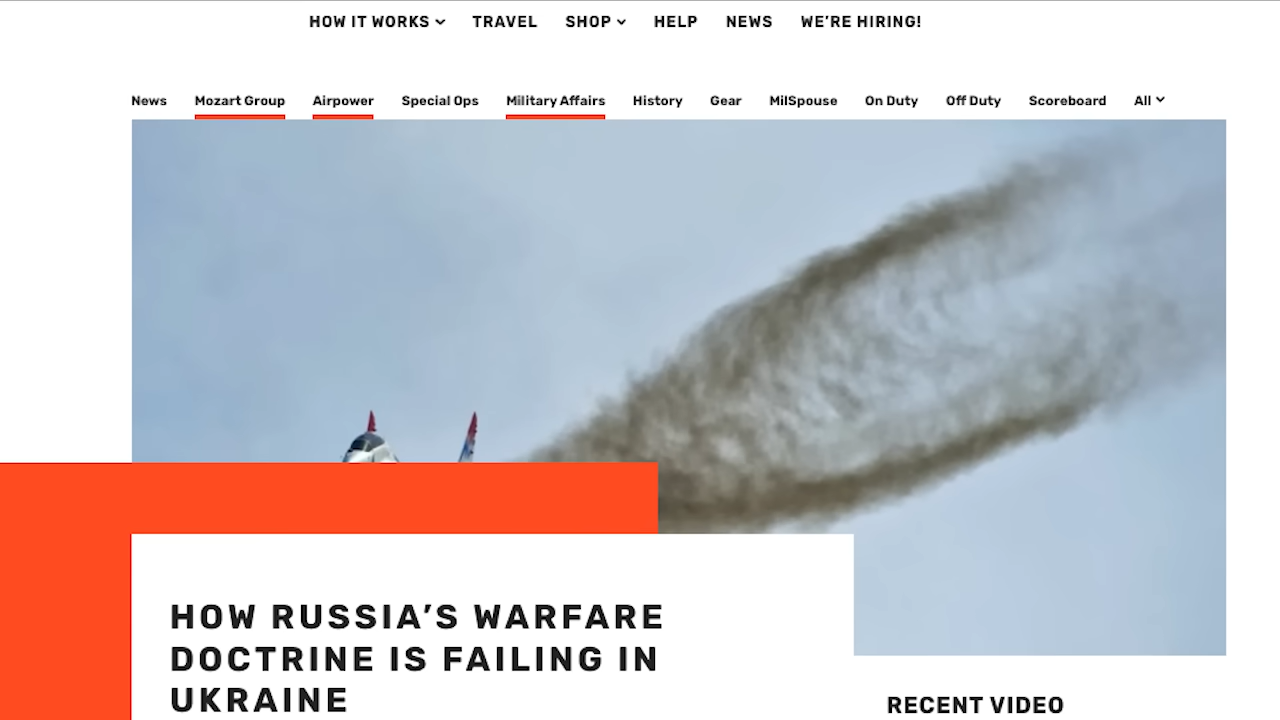 HOW IT WORKS TRAVEL SHOP HELP NEWS WE'RE HIRING!
News Mozart Group Airpower Special Ops Military Affairs History Gear MilSpouse On Duty Off Duty Scoreboard All
HOW RUSSIA'S WARFARE
DOCTRINE IS FAILING IN
UKRAINE
RECENT VIDEO